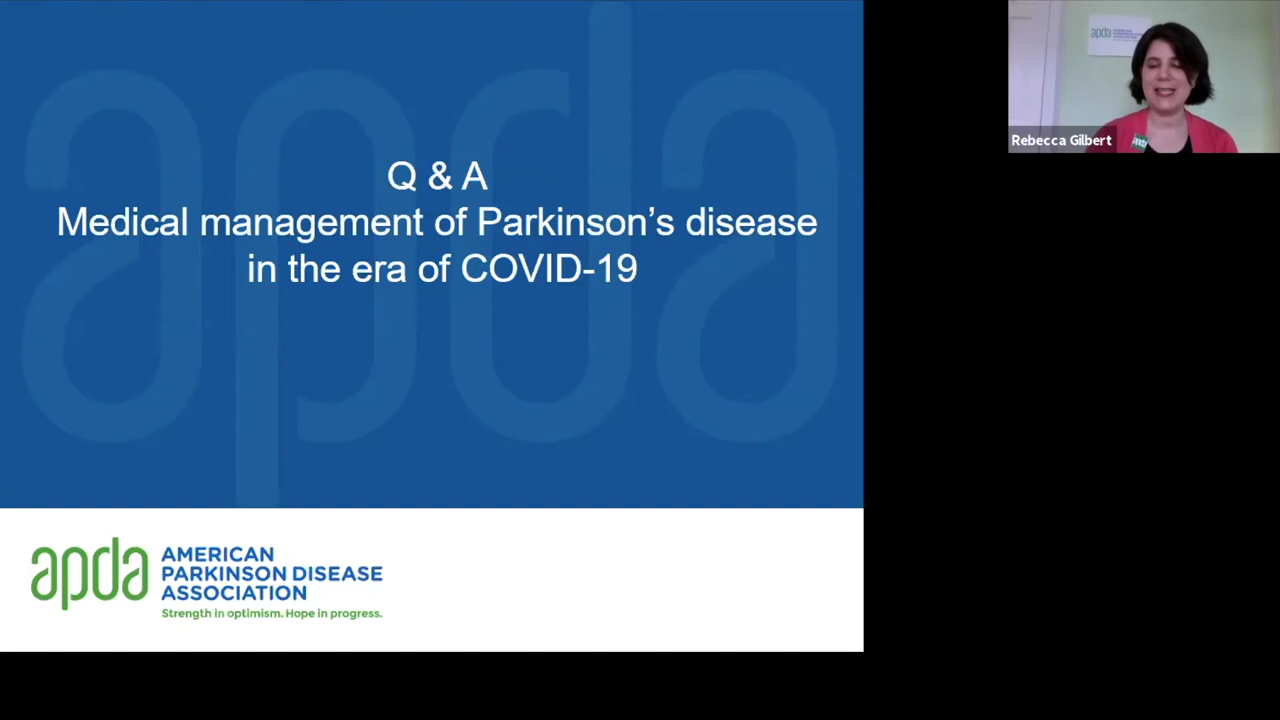 Q & A
Medical management of Parkinson’s disease
in the era of COVID-19
apda
AMERICAN
PARKINSON DISEASE
ASSOCIATION
Strength in optimism. Hope in progress.
apda
Rebecca Gilbert